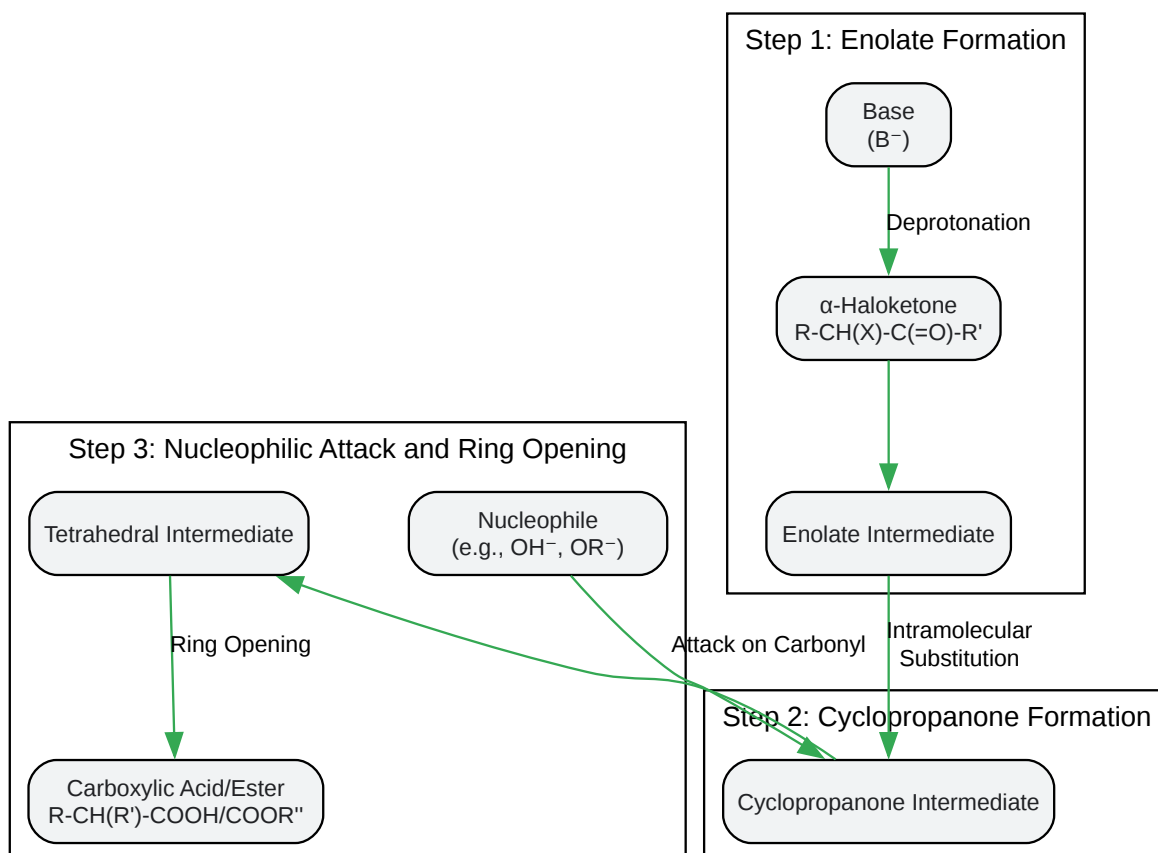 Step 1: Enolate Formation
Base
(B⁻)
Deprotonation
α-Haloketone
R-CH(X)-C(=O)-R'
Enolate Intermediate
Intramolecular
Substitution
Step 2: Cyclopropanone Formation
Cyclopropanone Intermediate
Step 3: Nucleophilic Attack and Ring Opening
Tetrahedral Intermediate
Nucleophile
(e.g., OH⁻, OR⁻)
Attack on Carbonyl
Ring Opening
Carboxylic Acid/Ester
R-CH(R')-COOH/COOR''